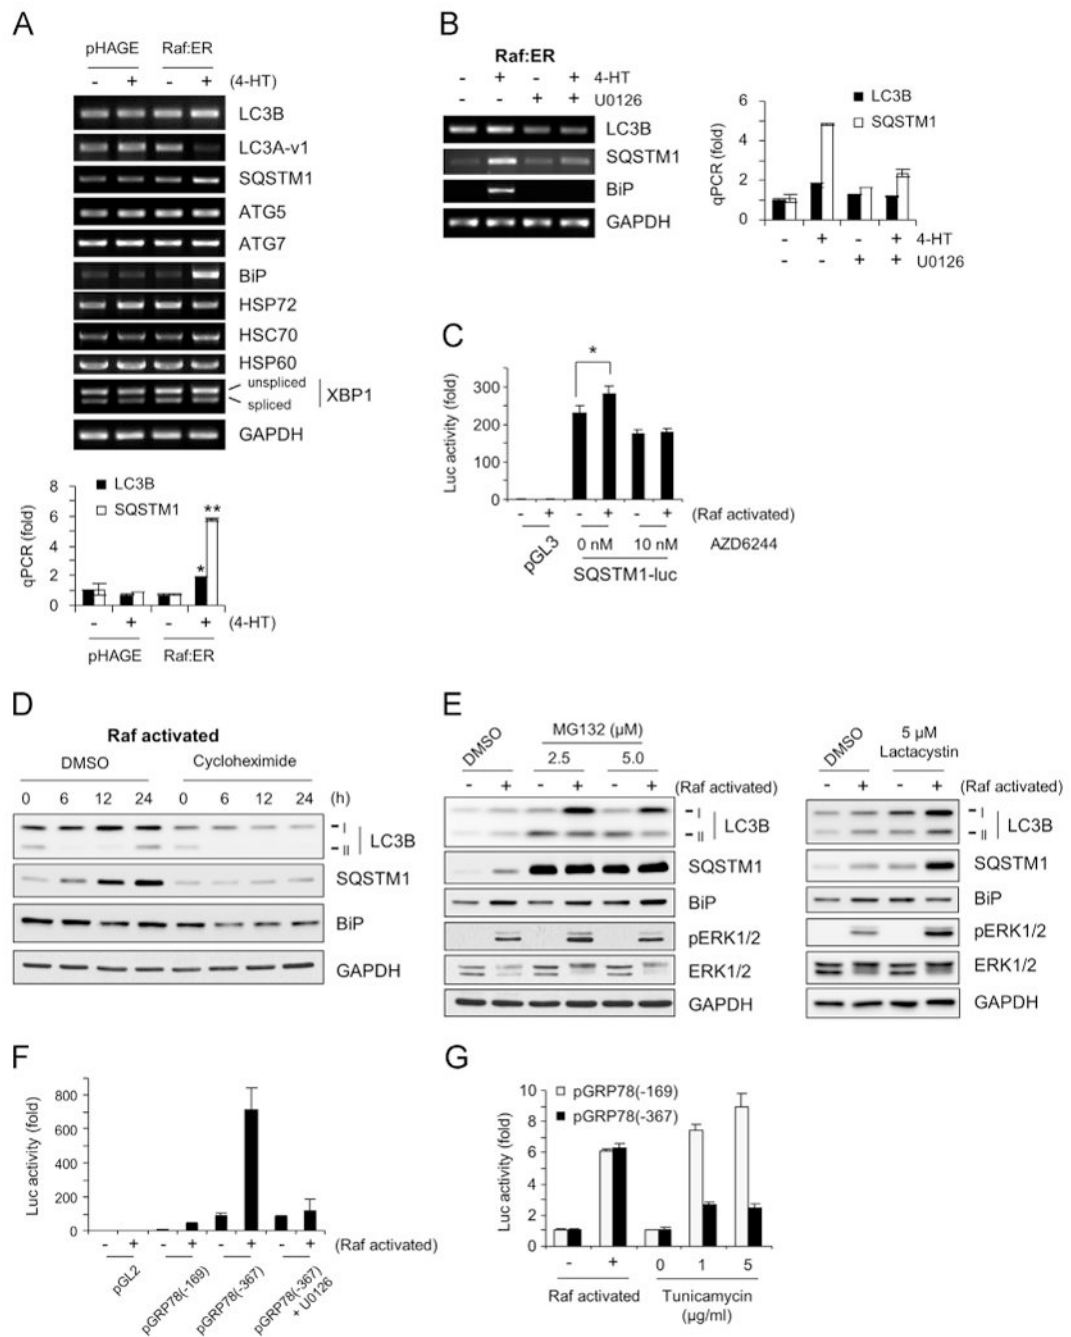 A
pHAGE Raf:ER
- + - + (4-HT)
LC3B
LC3A-v1
SQSTM1
ATG5
ATG7
BiP
HSP72
HSC70
HSP60
unspliced
spliced
XBP1
GAPDH
LC3B
SQSTM1
8
6
4
2
0
qPCR (fold)
* **
- + - + (4-HT)
pHAGE Raf:ER
B
Raf:ER
- + - + 4-HT
- - + + U0126
LC3B
SQSTM1
BiP
GAPDH
LC3B
SQSTM1
6
4
2
0
qPCR (fold)
- + - + 4-HT
- - + + U0126
C
*
300
200
100
0
Luc activity (fold)
- + - + - + (Raf activated)
pGL3 0 nM 10 nM AZD6244
SQSTM1-luc
D
Raf activated
DMSO Cycloheximide
0 6 12 24 0 6 12 24 (h)
I
II
LC3B
SQSTM1
BiP
GAPDH
E
DMSO MG132 (µM)
2.5 5.0
- + - + - + (Raf activated)
I
II
LC3B
SQSTM1
BiP
pERK1/2
ERK1/2
GAPDH
DMSO 5 µM
Lactacystin
- + - + (Raf activated)
I
II
LC3B
SQSTM1
BiP
pERK1/2
ERK1/2
GAPDH
F
800
600
400
200
0
Luc activity (fold)
- + - + - + - + (Raf activated)
pGL2
pGRP78(-169)
pGRP78(-367)
pGRP78(-367)
+ U0126
G
pGRP78(-169)
pGRP78(-367)
10
8
6
4
2
0
Luc activity (fold)
- + 0 1 5
Raf activated Tunicamycin
(µg/ml)